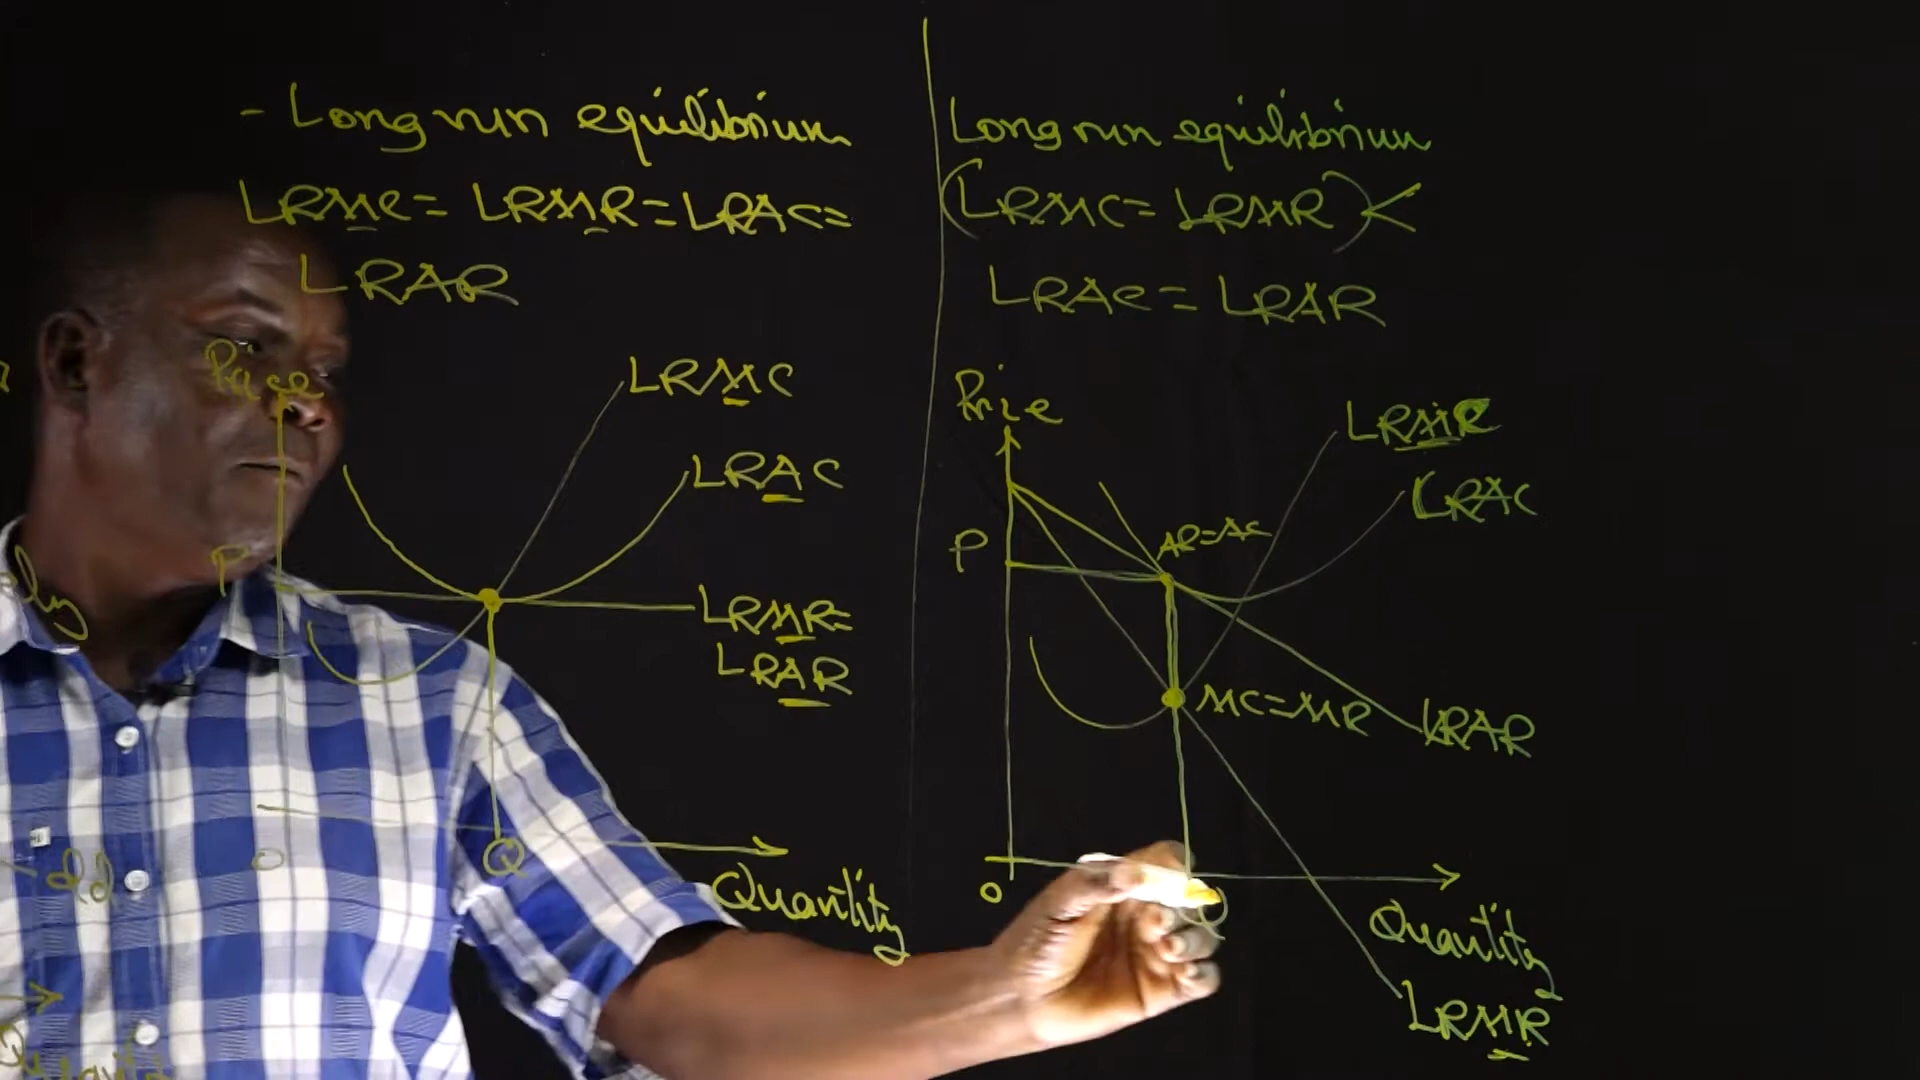 - Long run equilibrium
LRMC = LRMR = LRAC =
LRAR
Price
LRMC
LRAC
P
LRMR =
LRAR
O
Q
Quantity
Long run equilibrium
(LRMC = LRMR) <
LRAC = LRAR
Price
LRMC
LRAC
P
AR = AC
MC = MR
LRAR
O
Q
Quantity
LRMR